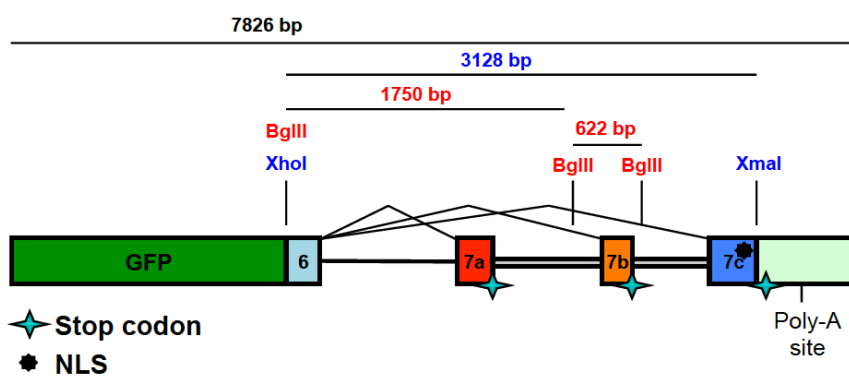 7826 bp
3128 bp
1750 bp
622 bp
BglII
XhoI
BglII
BglII
XmaI
GFP
6
7a
7b
7c
Stop codon
NLS
Poly-A
site